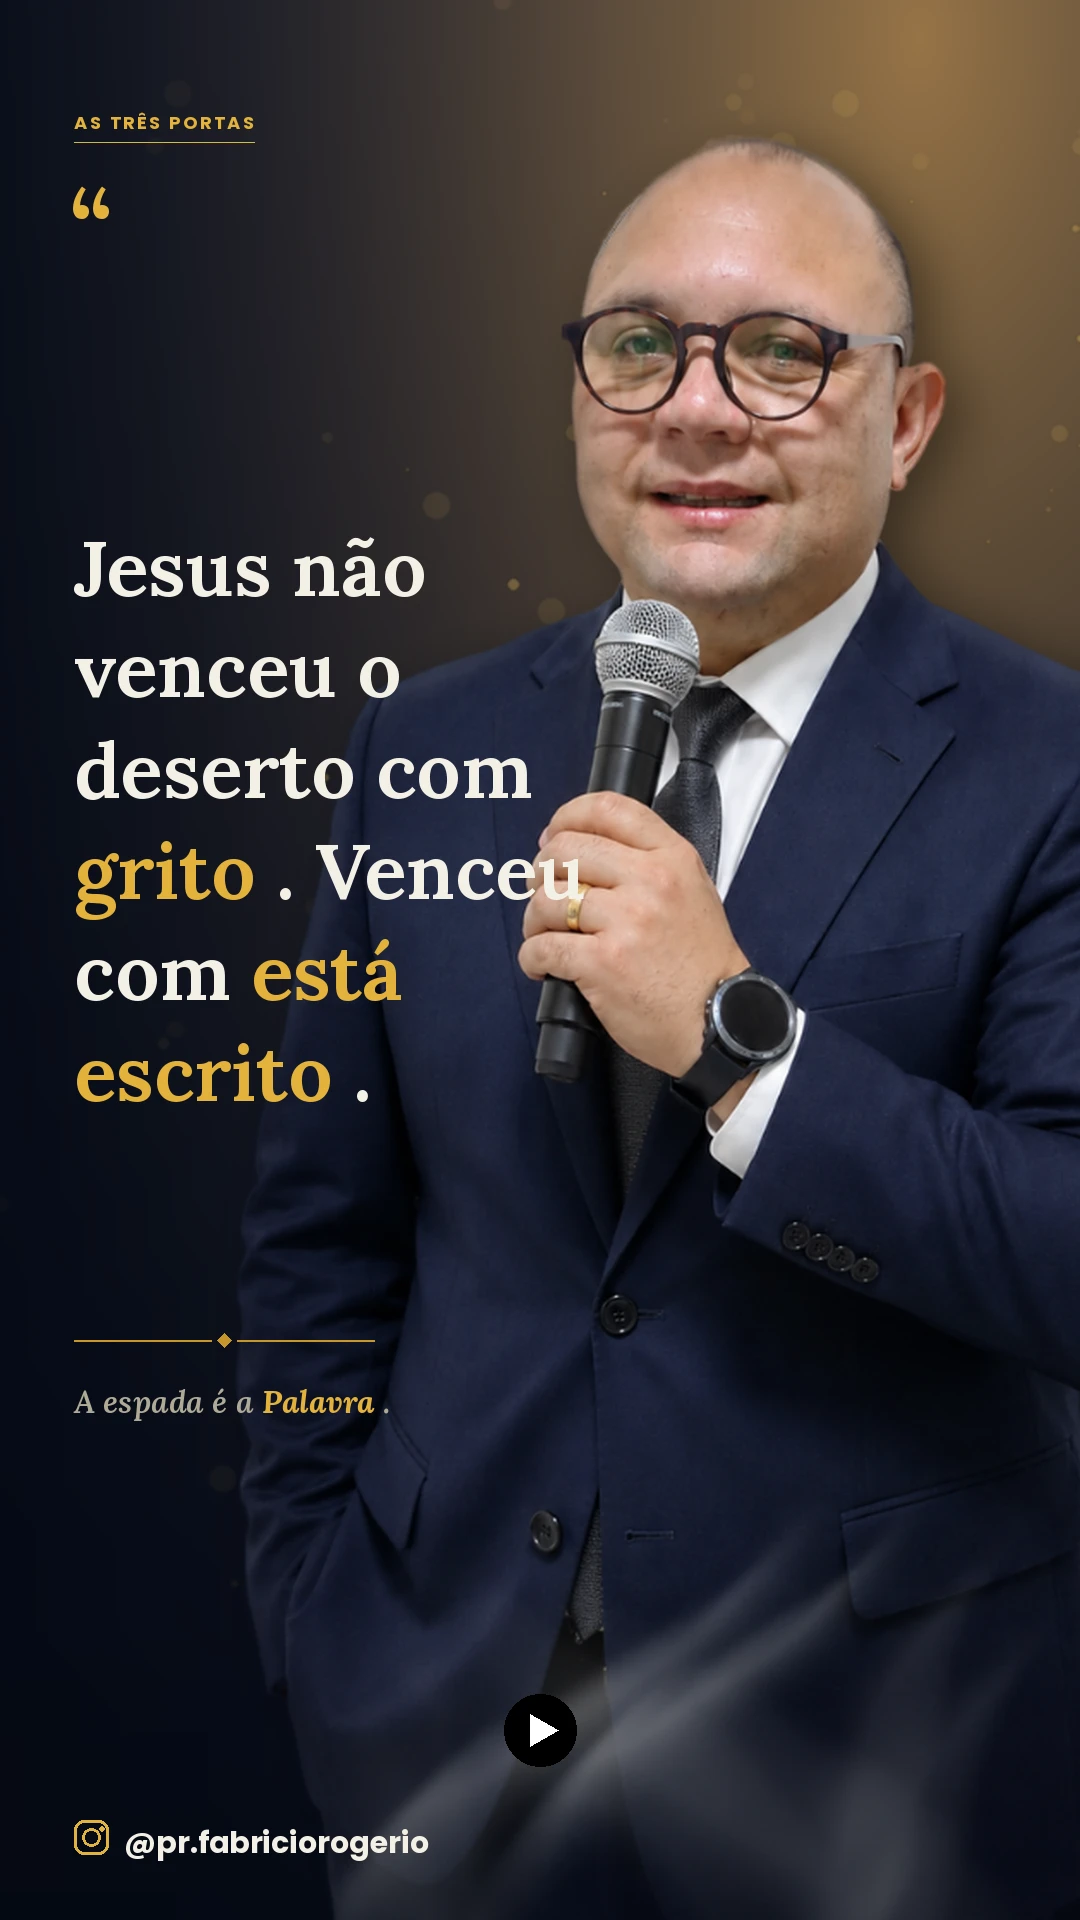 AS TRÊS PORTAS
“
Jesus não
venceu o
deserto com
grito . Venceu
com está
escrito .
A espada é a Palavra .
@pr.fabriciorogerio